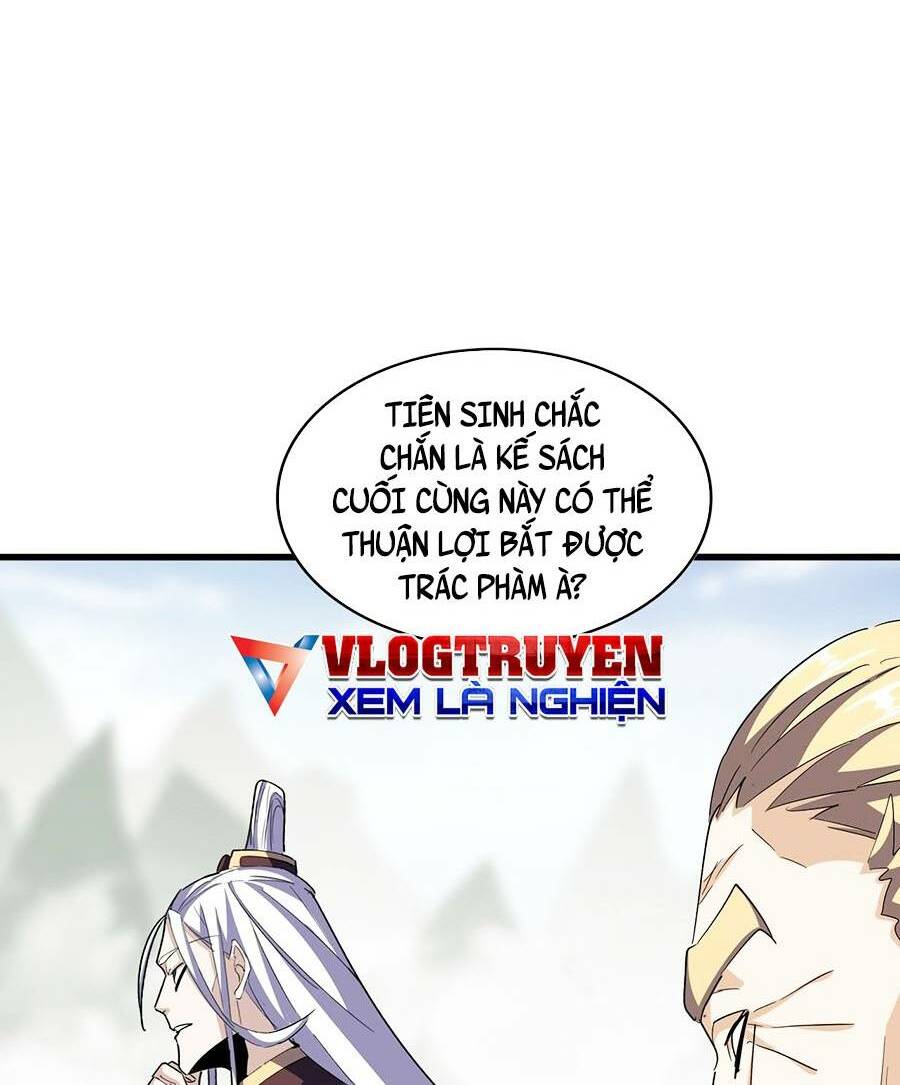 TIÊN SINH CHẮC
CHẮN LÀ KẾ SÁCH
CUỐI CÙNG NÀY CÓ THỂ
THUẬN LỢI BẮT ĐƯỢC
TRÁC PHÀM À?
VLOGTRUYEN
XEM LÀ NGHIỆN